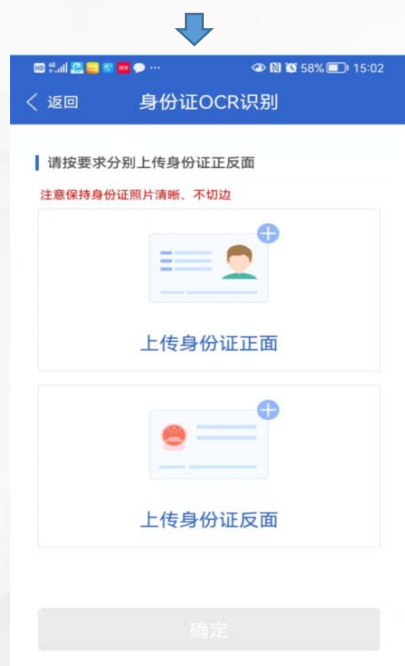 HD 58% 15:02
返回 身份证OCR识别
请按要求分别上传身份证正反面
注意保持身份证照片清晰、不切边
上传身份证正面
上传身份证反面
确定